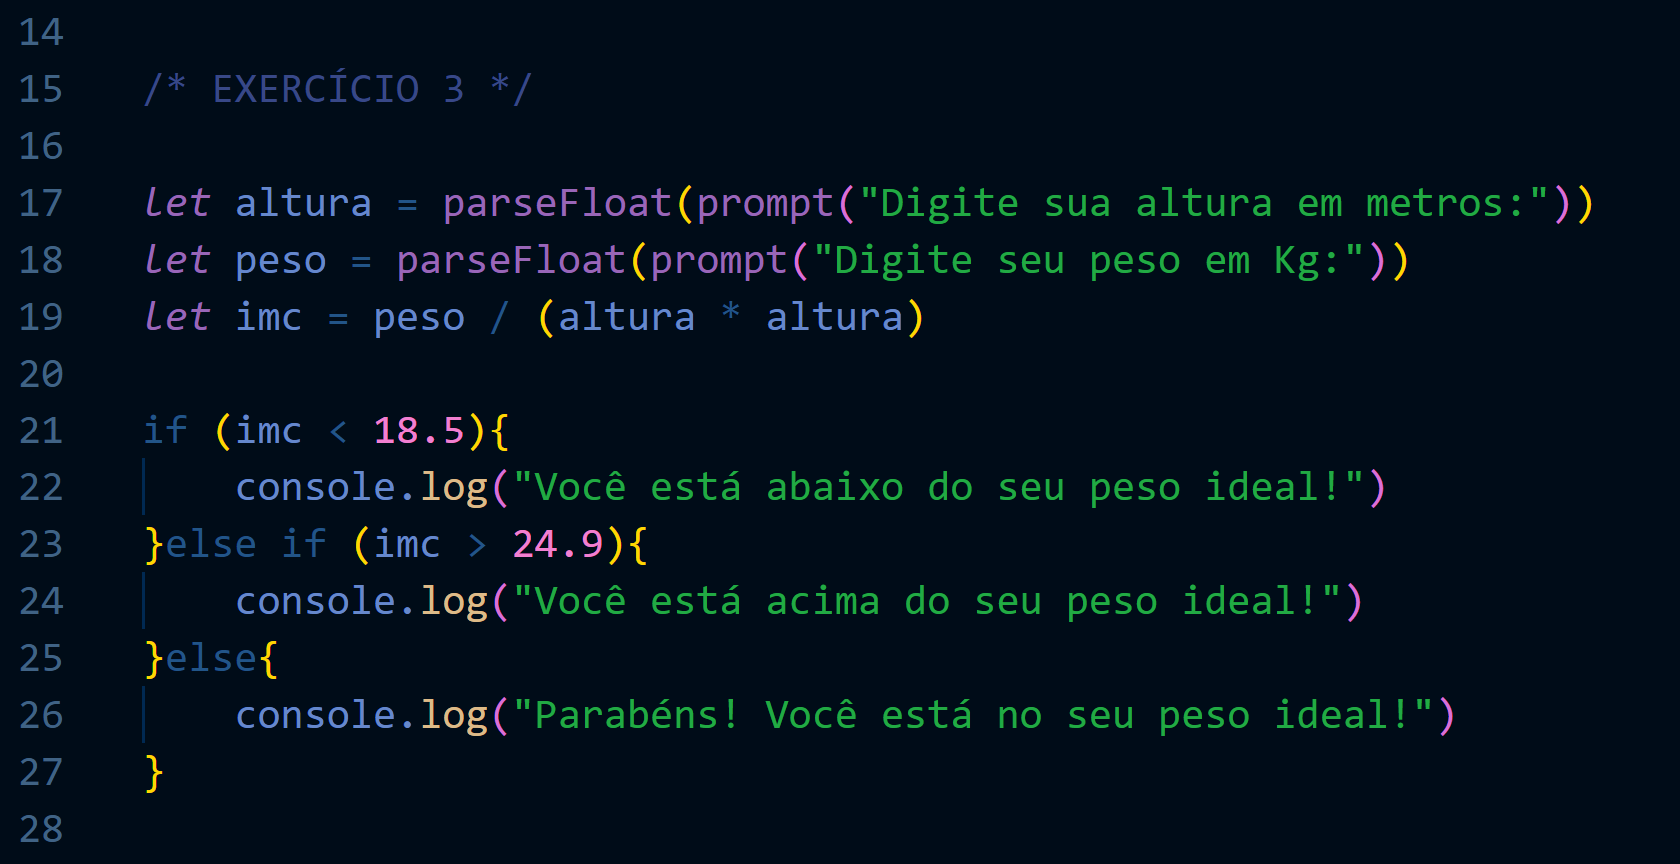 14
15 /* EXERCÍCIO 3 */
16
17 let altura = parseFloat(prompt("Digite sua altura em metros:"))
18 let peso = parseFloat(prompt("Digite seu peso em Kg:"))
19 let imc = peso / (altura * altura)
20
21 if (imc < 18.5){
22     console.log("Você está abaixo do seu peso ideal!")
23 }else if (imc > 24.9){
24     console.log("Você está acima do seu peso ideal!")
25 }else{
26     console.log("Parabéns! Você está no seu peso ideal!")
27 }
28